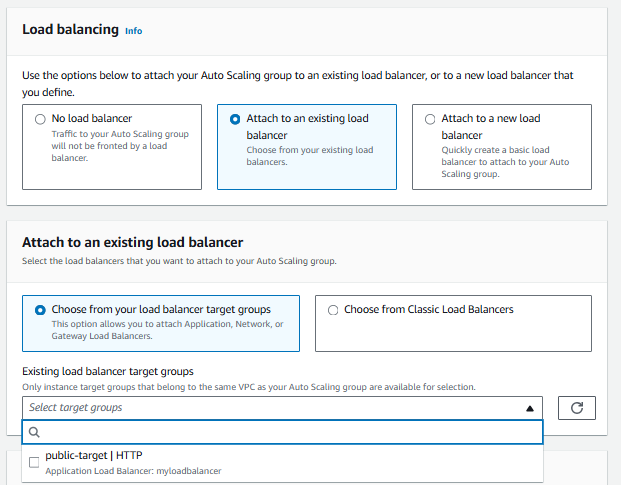 Load balancing Info
Use the options below to attach your Auto Scaling group to an existing load balancer, or to a new load balancer that
you define.
No load balancer
Traffic to your Auto Scaling group
will not be fronted by a load
balancer.
Attach to an existing load
balancer
Choose from your existing load
balancers.
Attach to a new load
balancer
Quickly create a basic load
balancer to attach to your Auto
Scaling group.
Attach to an existing load balancer
Select the load balancers that you want to attach to your Auto Scaling group.
Choose from your load balancer target groups
This option allows you to attach Application, Network, or
Gateway Load Balancers.
Choose from Classic Load Balancers
Existing load balancer target groups
Only instance target groups that belong to the same VPC as your Auto Scaling group are available for selection.
Select target groups
public-target | HTTP
Application Load Balancer: myloadbalancer